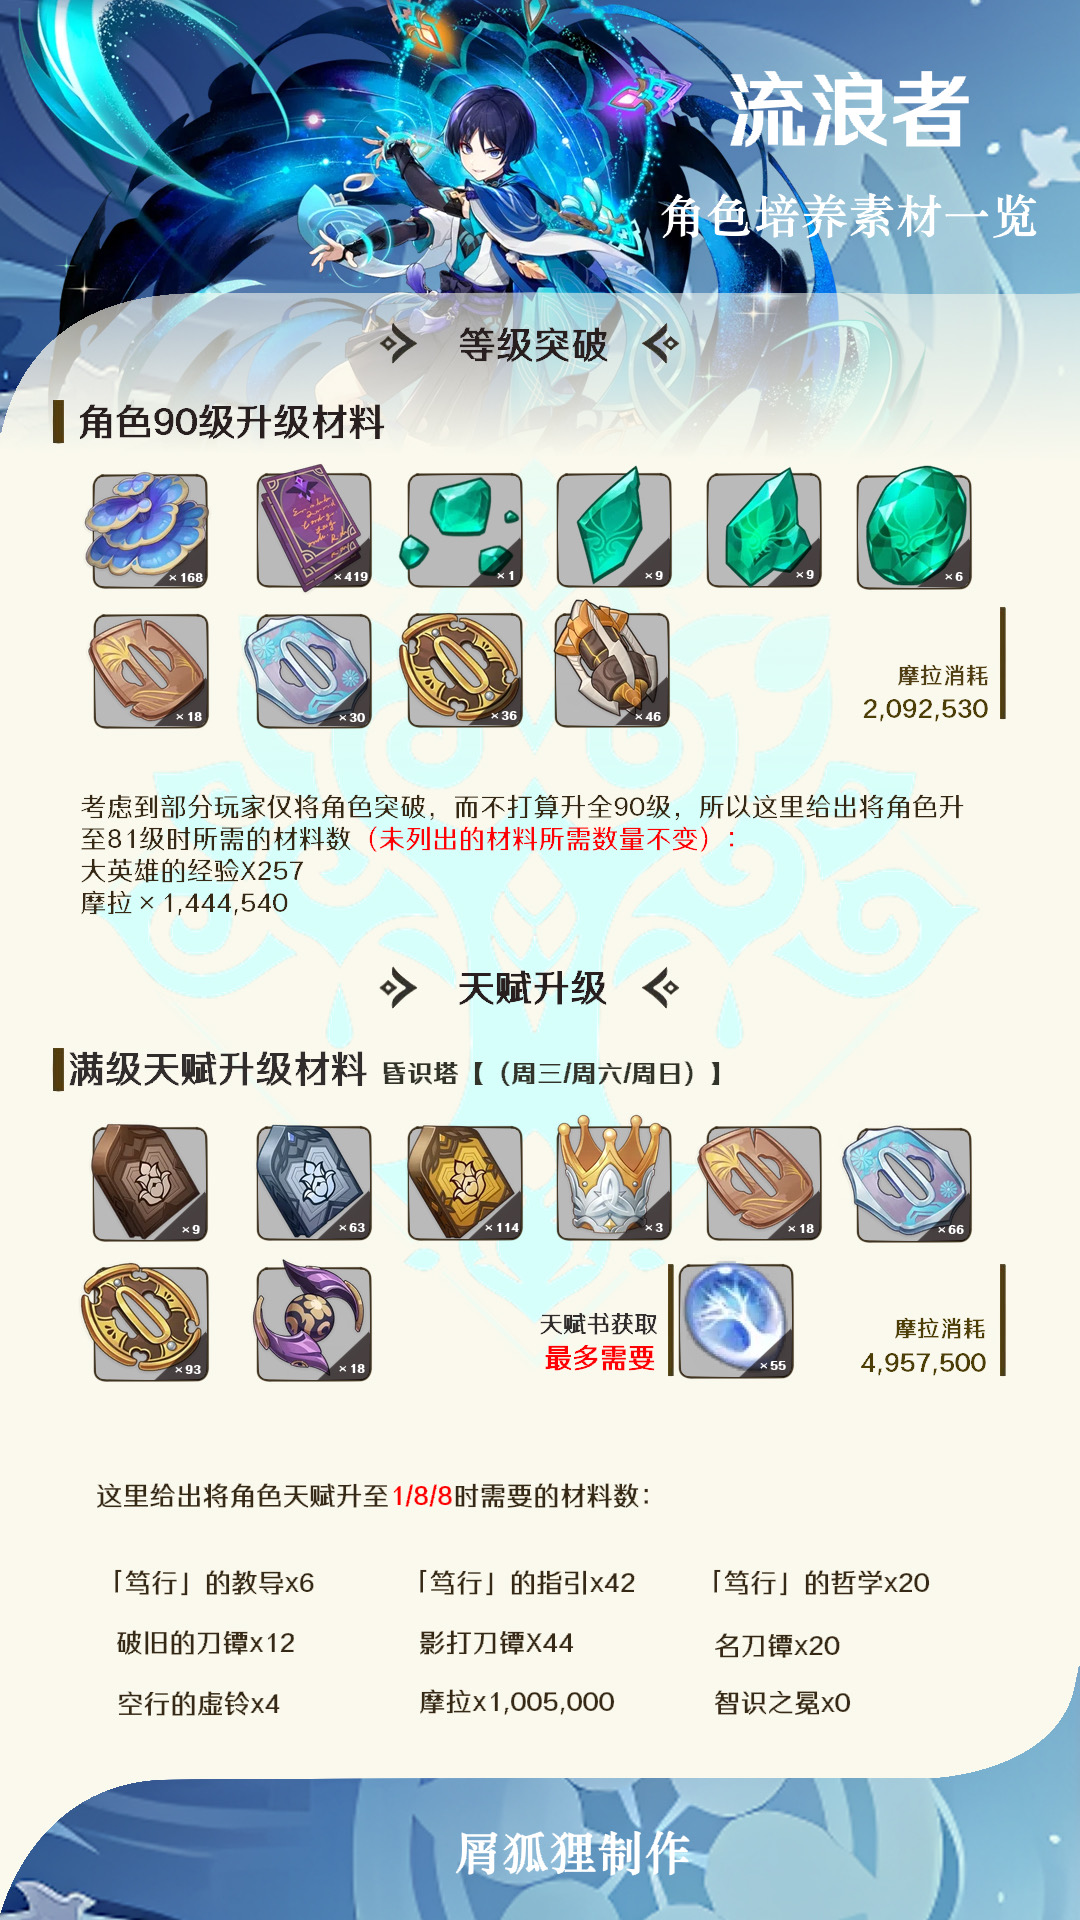 流浪者
角色培养素材一览
等级突破
角色90级升级材料
×168
×419
×1
×9
×9
×6
×18
×30
×36
×46
摩拉消耗
2,092,530
考虑到部分玩家仅将角色突破，而不打算升全90级，所以这里给出将角色升
至81级时所需的材料数（未列出的材料所需数量不变）：
大英雄的经验X257
摩拉×1,444,540
天赋升级
满级天赋升级材料 昏识塔【（周三/周六/周日）】
×9
×63
×114
×3
×18
×66
×93
×18
天赋书获取
最多需要
×55
摩拉消耗
4,957,500
这里给出将角色天赋升至1/8/8时需要的材料数：
「笃行」的教导x6
「笃行」的指引x42
「笃行」的哲学x20
破旧的刀镡x12
影打刀镡X44
名刀镡x20
空行的虚铃x4
摩拉x1,005,000
智识之冕x0
屑狐狸制作